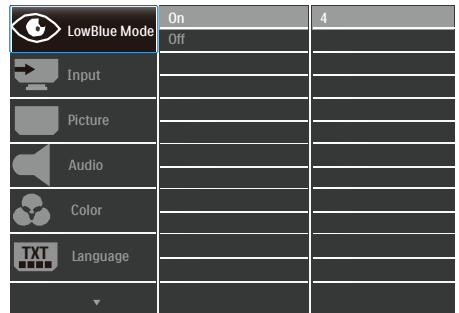 LowBlue Mode
On
4
Off
Input
Picture
Audio
Color
TXT
Language